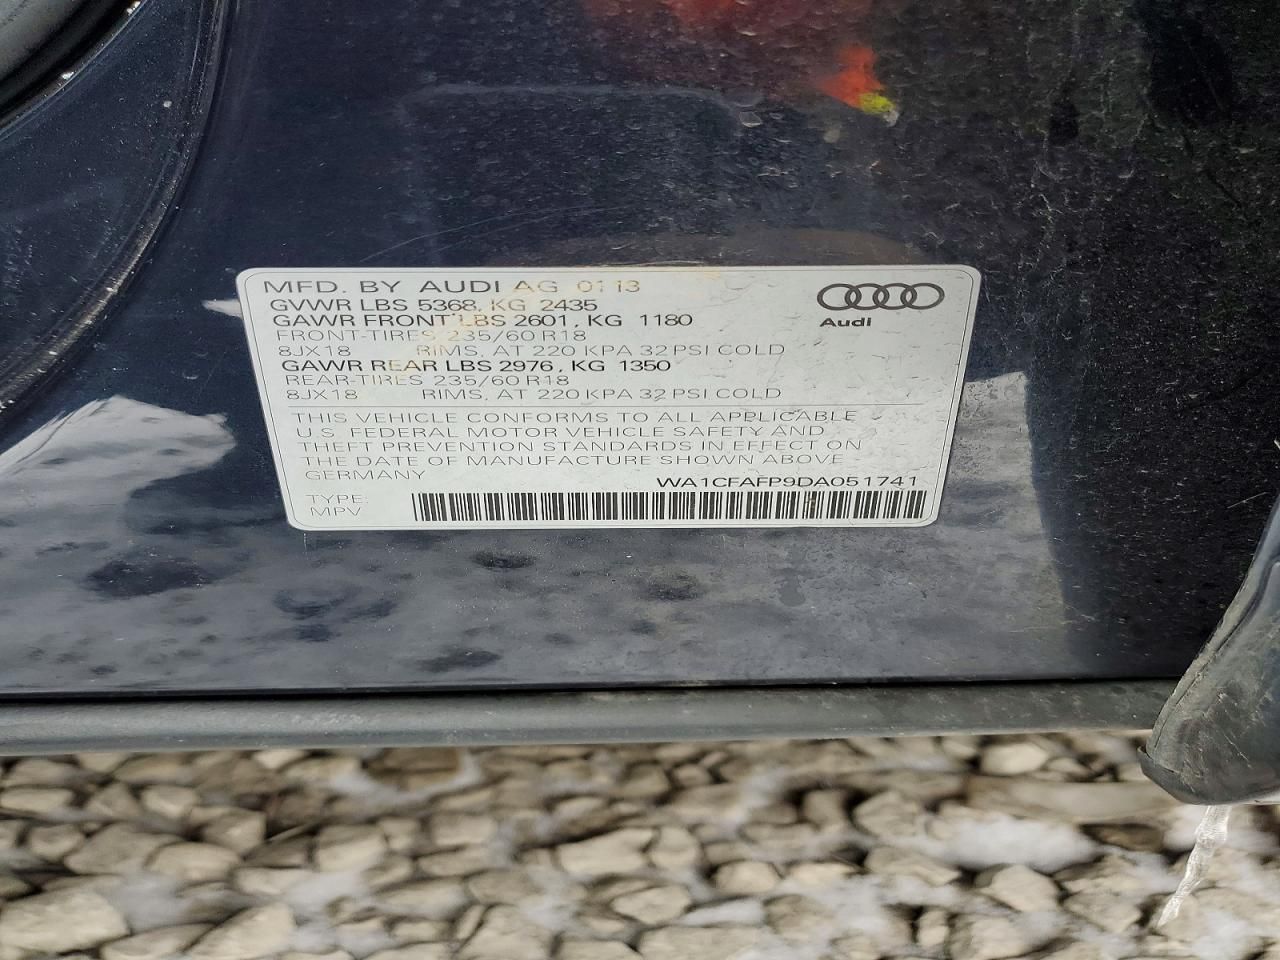 MFD. BY AUDI AG 01 13
GVWR LBS 5368, KG 2435
GAWR FRONT LBS 2601, KG 1180
FRONT-TIRES 235/60 R18
8JX18 RIMS, AT 220 KPA 32 PSI COLD
GAWR REAR LBS 2976, KG 1350
REAR-TIRES 235/60 R18
8JX18 RIMS, AT 220 KPA 32 PSI COLD
Audi
THIS VEHICLE CONFORMS TO ALL APPLICABLE
U.S. FEDERAL MOTOR VEHICLE SAFETY AND
THEFT PREVENTION STANDARDS IN EFFECT ON
THE DATE OF MANUFACTURE SHOWN ABOVE
GERMANY WA1CFAFP9DA051741
TYPE:
MPV